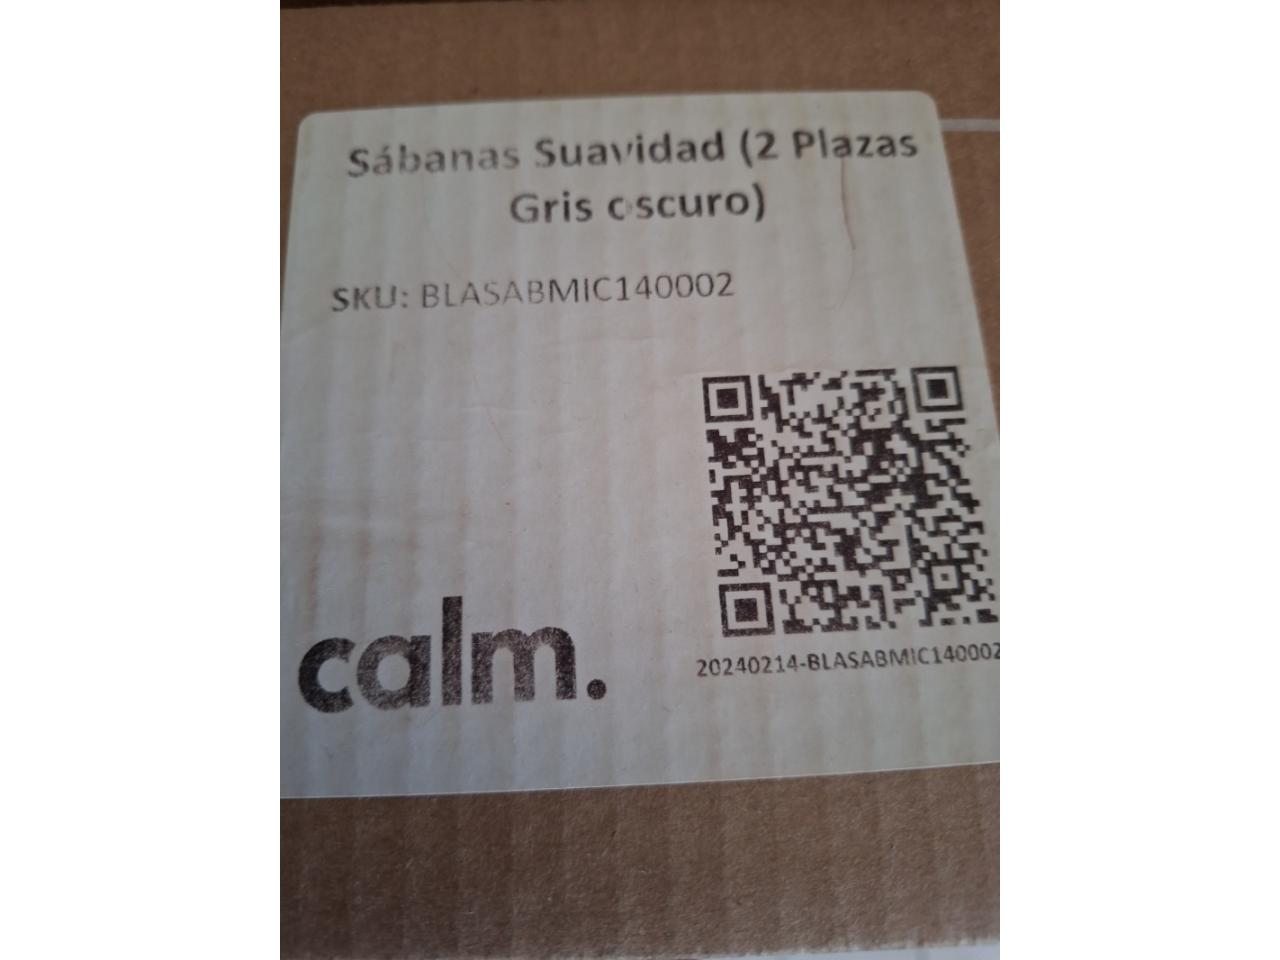 Sábanas Suavidad (2 Plazas
Gris oscuro)
SKU: BLASABMIC140002
calm.
20240214-BLASABMIC140002